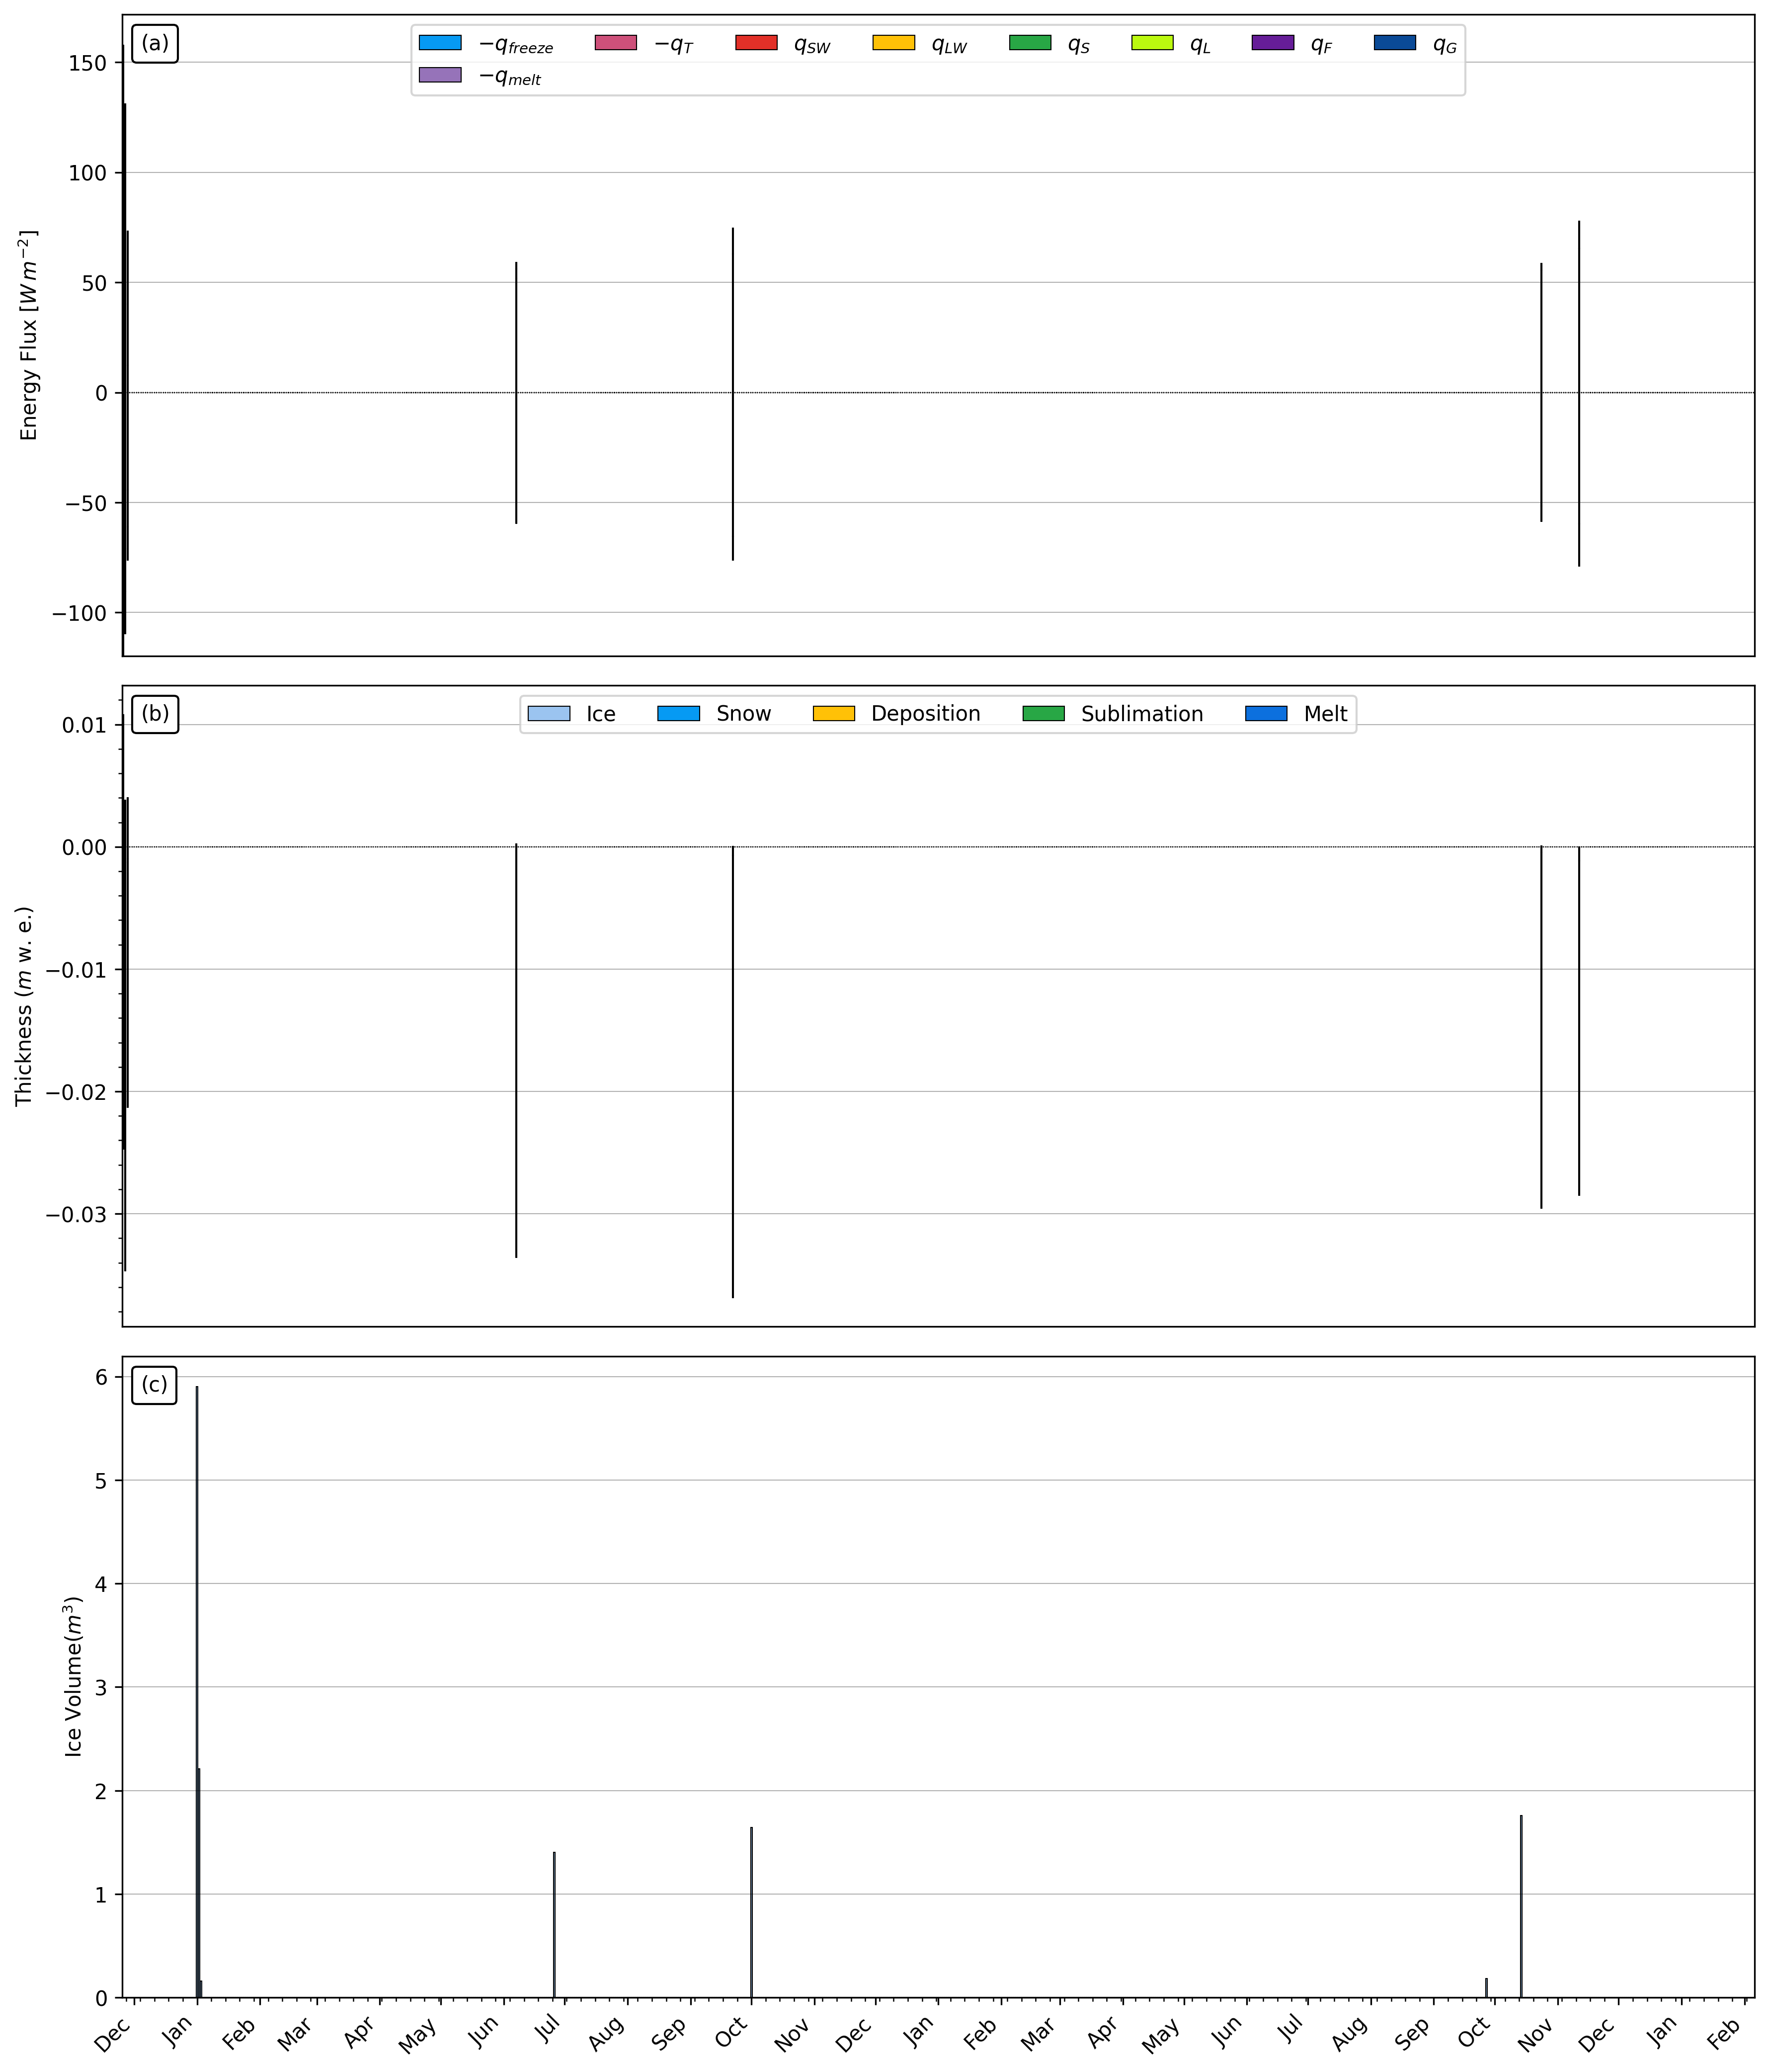 (a)
−q_freeze −q_T q_SW q_LW q_S q_L q_F q_G
−q_melt
150
100
50
0
−50
−100
Energy Flux [W m⁻²]
(b)
Ice Snow Deposition Sublimation Melt
0.01
0.00
−0.01
−0.02
−0.03
Thickness (m w. e.)
(c)
6
5
4
3
2
1
0
Ice Volume(m³)
Dec Jan Feb Mar Apr May Jun Jul Aug Sep Oct Nov Dec Jan Feb Mar Apr May Jun Jul Aug Sep Oct Nov Dec Jan Feb